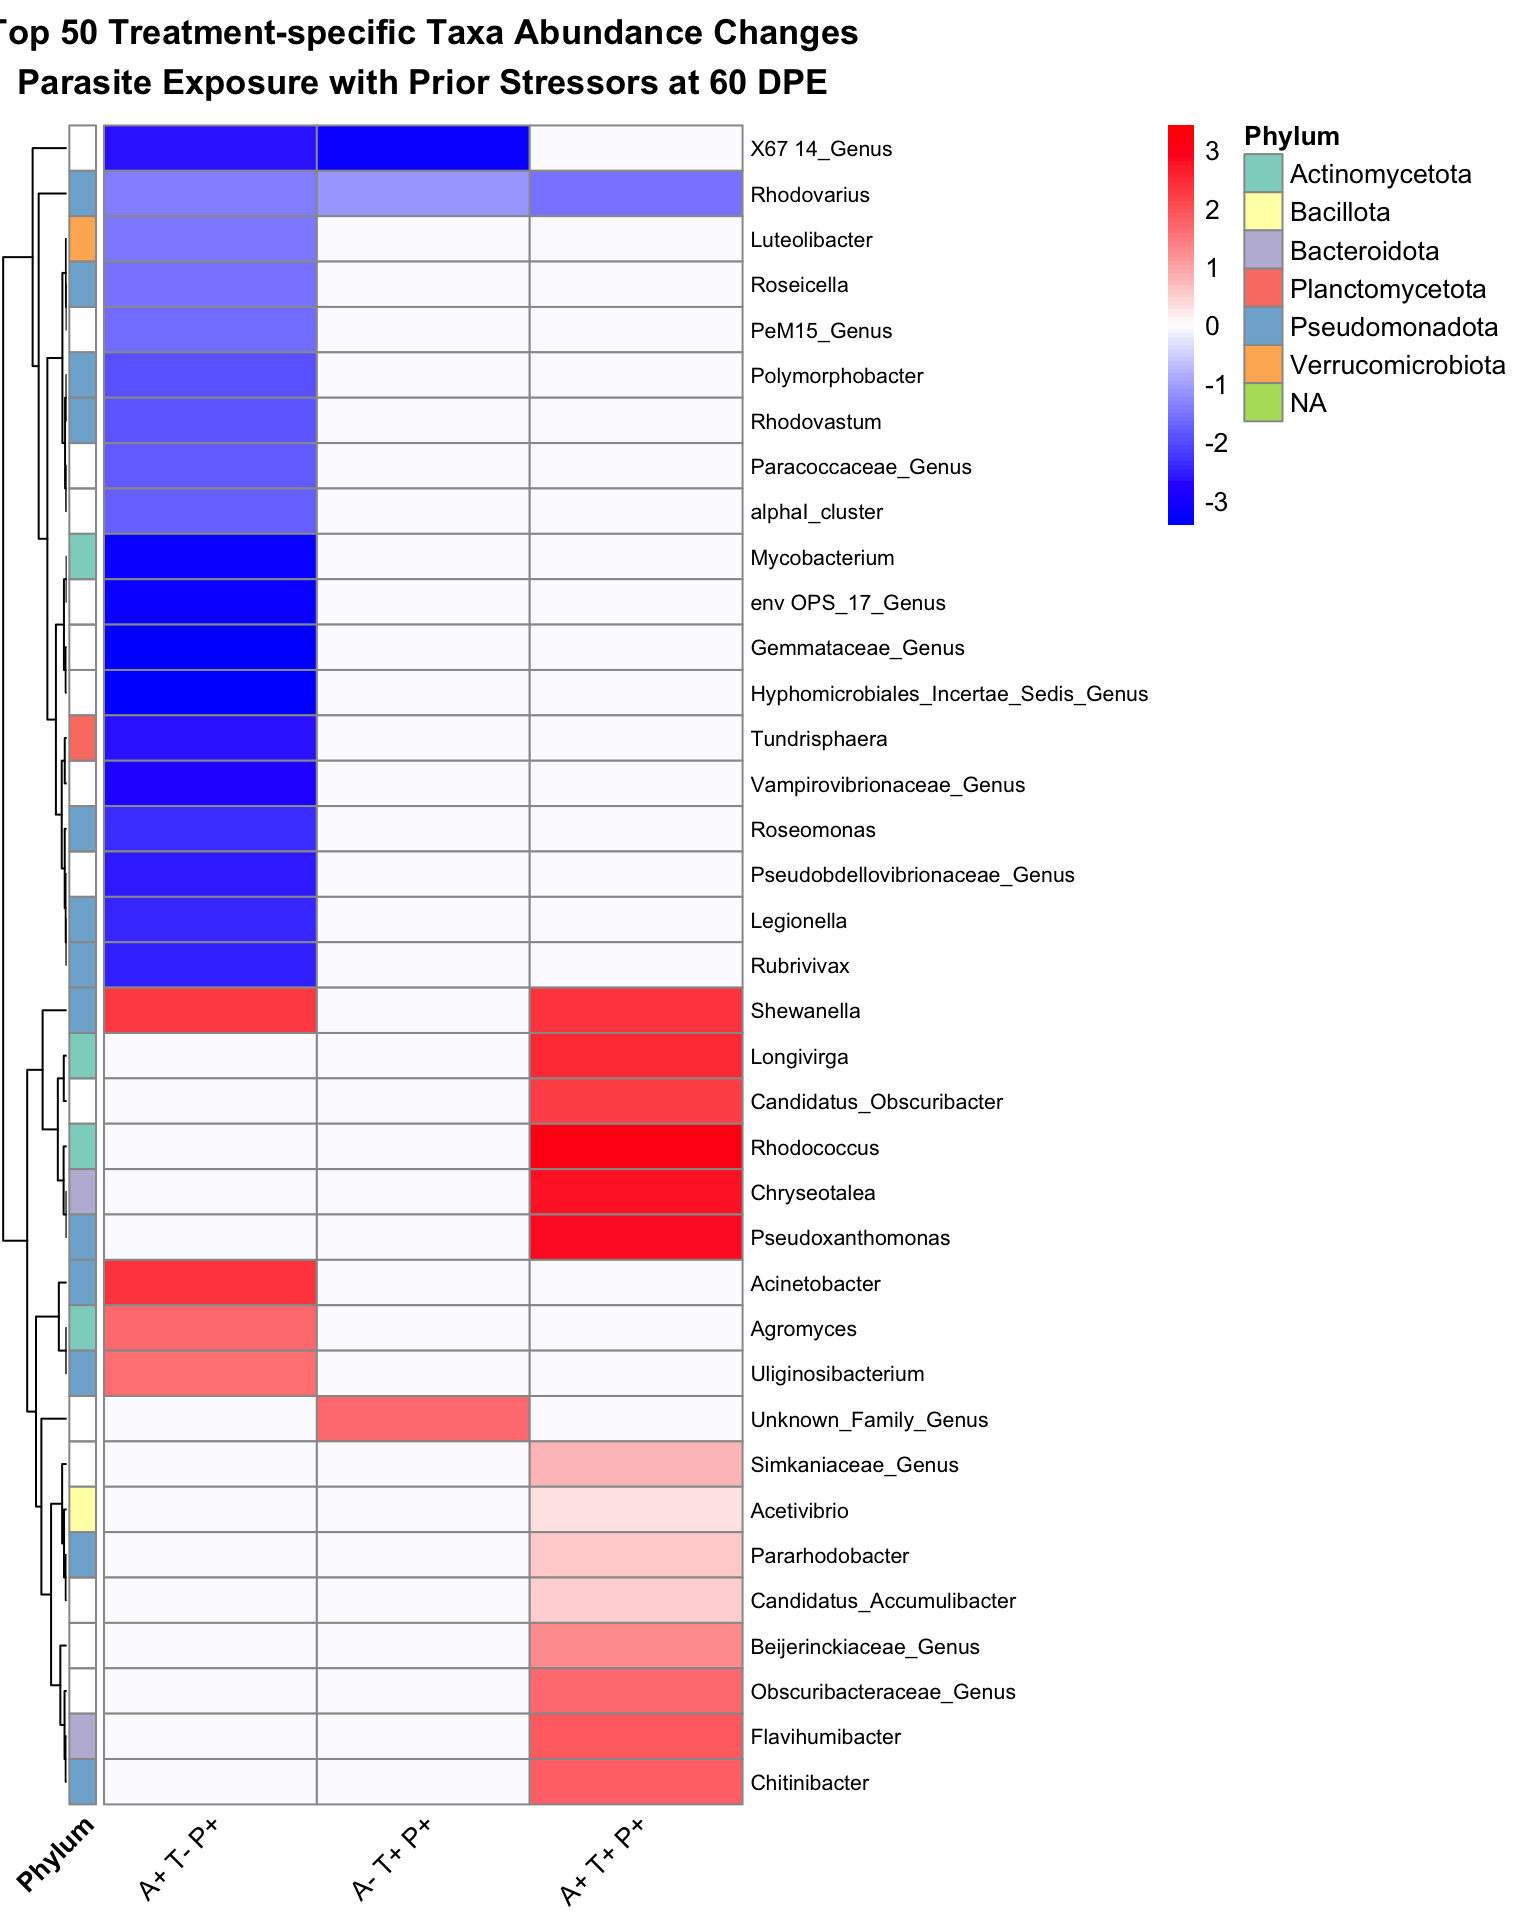 Top 50 Treatment-specific Taxa Abundance Changes
Parasite Exposure with Prior Stressors at 60 DPE
X67 14_Genus
Rhodovarius
Luteolibacter
Roseicella
PeM15_Genus
Polymorphobacter
Rhodovastum
Paracoccaceae_Genus
alphaI_cluster
Mycobacterium
env OPS_17_Genus
Gemmataceae_Genus
Hyphomicrobiales_Incertae_Sedis_Genus
Tundrisphaera
Vampirovibrionaceae_Genus
Roseomonas
Pseudobdellovibrionaceae_Genus
Legionella
Rubrivivax
Shewanella
Longivirga
Candidatus_Obscuribacter
Rhodococcus
Chryseotalea
Pseudoxanthomonas
Acinetobacter
Agromyces
Uliginosibacterium
Unknown_Family_Genus
Simkaniaceae_Genus
Acetivibrio
Pararhodobacter
Candidatus_Accumulibacter
Beijerinckiaceae_Genus
Obscuribacteraceae_Genus
Flavihumibacter
Chitinibacter
Phylum
A+ T- P+
A- T+ P+
A+ T+ P+
3
2
1
0
-1
-2
-3
Phylum
Actinomycetota
Bacillota
Bacteroidota
Planctomycetota
Pseudomonadota
Verrucomicrobiota
NA